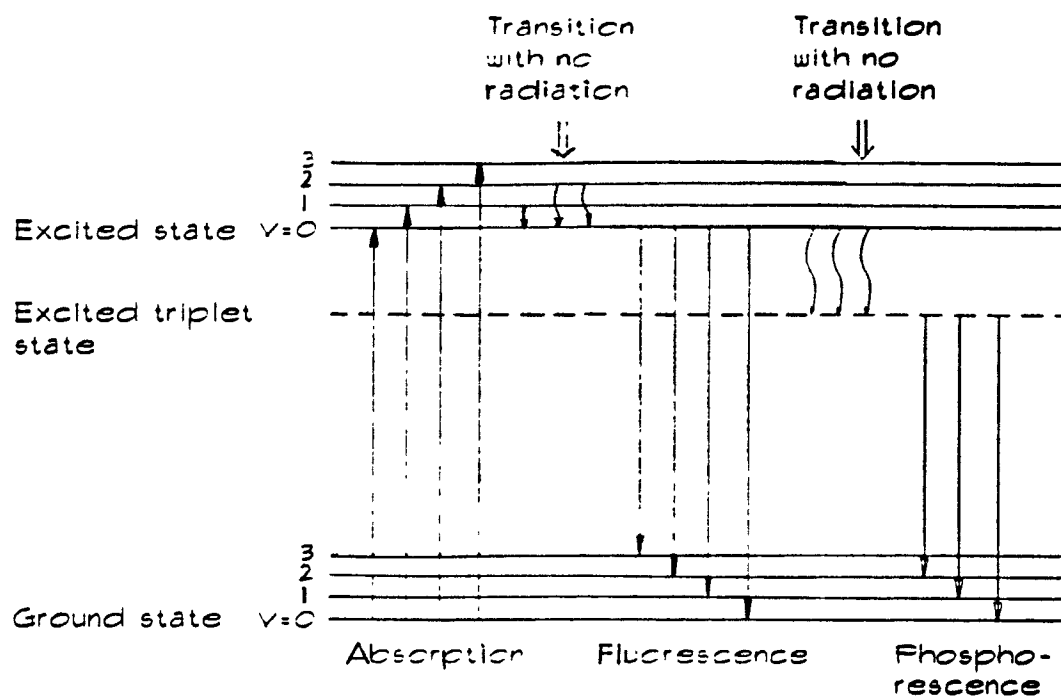 Transition
with no
radiation
Transition
with no
radiation
3
2
1
Excited state v=0
Excited triplet
state
3
2
1
Ground state v=0
Absorption
Fluorescence
Phospho-
rescence